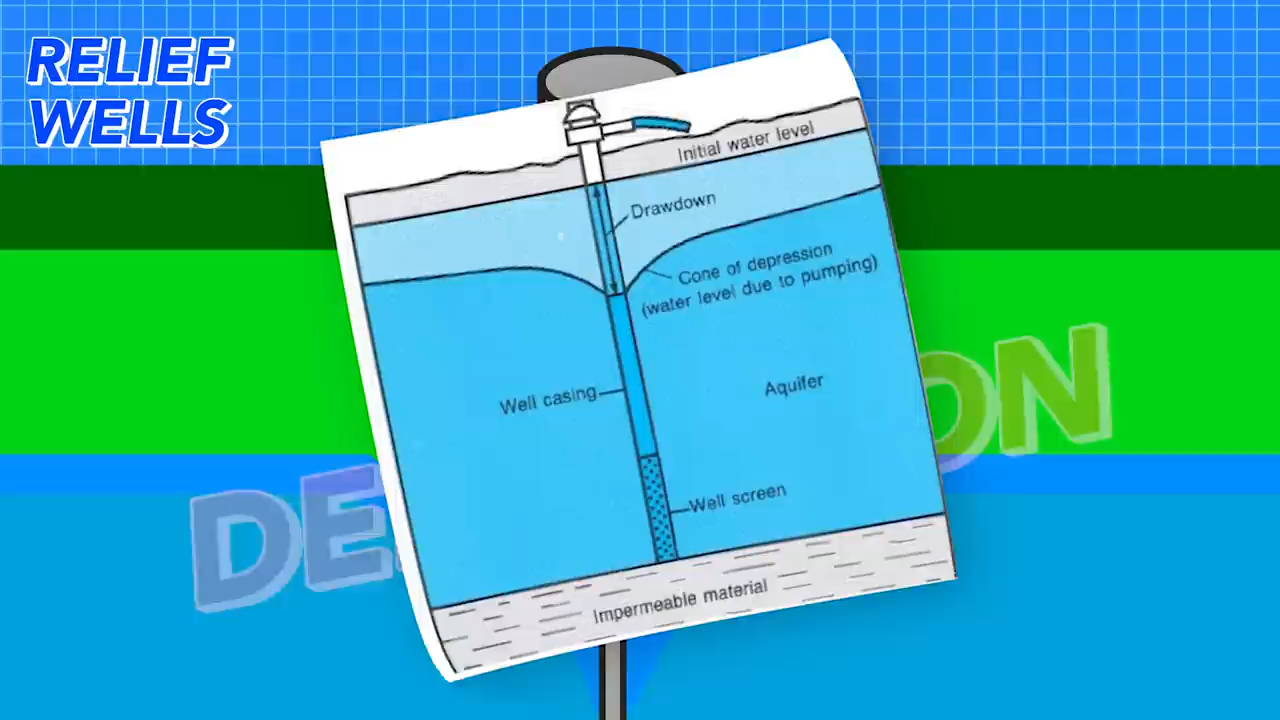 RELIEF
WELLS
Initial water level
Drawdown
Cone of depression
(water level due to pumping)
Well casing
Aquifer
Well screen
Impermeable material